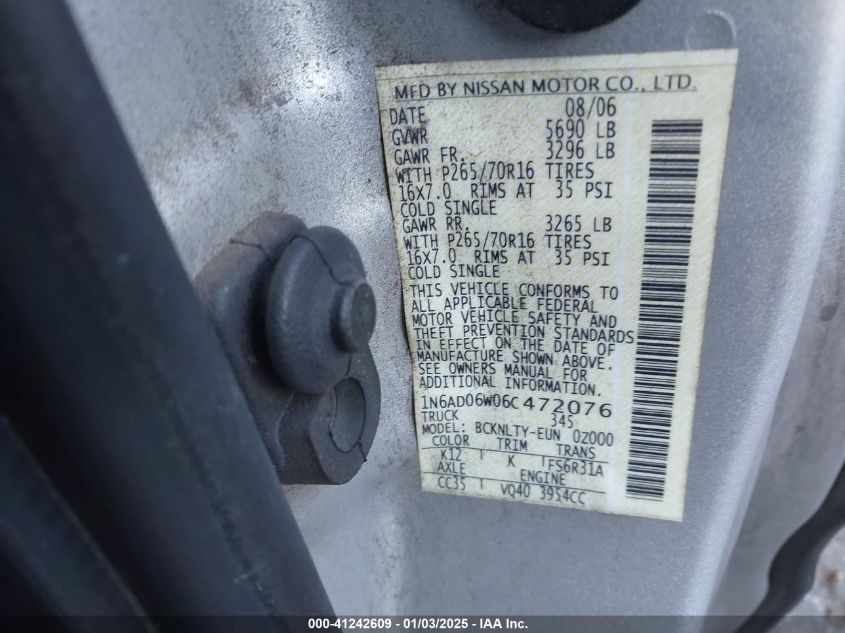 MFD BY NISSAN MOTOR CO., LTD.
DATE 08/06
GVWR 5690 LB
GAWR FR. 3296 LB
WITH P265/70R16 TIRES
16X7.0 RIMS AT 35 PSI
COLD SINGLE
GAWR RR. 3265 LB
WITH P265/70R16 TIRES
16X7.0 RIMS AT 35 PSI
COLD SINGLE
THIS VEHICLE CONFORMS TO
ALL APPLICABLE FEDERAL
MOTOR VEHICLE SAFETY AND
THEFT PREVENTION STANDARDS
IN EFFECT ON THE DATE OF
MANUFACTURE SHOWN ABOVE.
SEE OWNERS MANUAL FOR
ADDITIONAL INFORMATION.
1N6AD06W06C472076
TRUCK 345
MODEL: BCKNLTY-EUN 0Z000
COLOR TRIM TRANS
K12 K FS6R31A
AXLE ENGINE
CC35 VQ40 3954CC
000-41242609 - 01/03/2025 - IAA Inc.